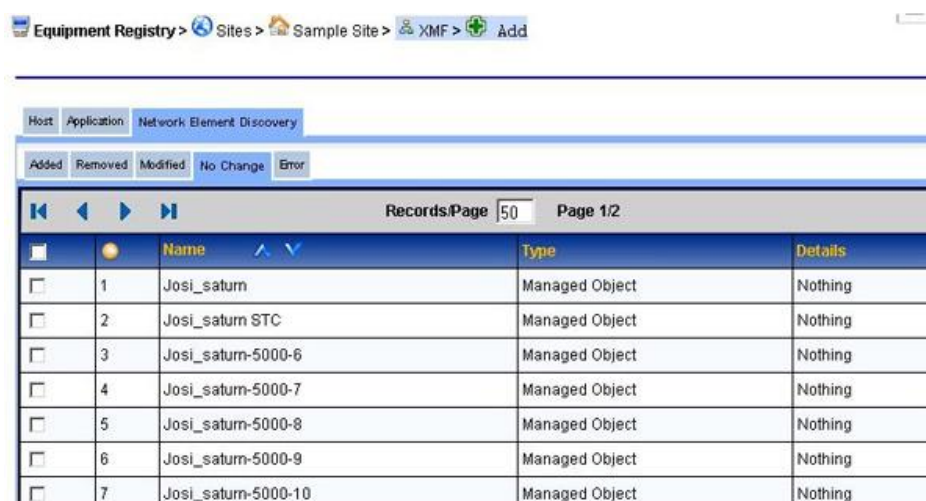 Equipment Registry > Sites > Sample Site > XMF > Add
Host Application Network Element Discovery
Added Removed Modified No Change Error
Records/Page 50 Page 1/2
Name Type Details
1 Josi_saturn Managed Object Nothing
2 Josi_saturn STC Managed Object Nothing
3 Josi_saturn-5000-6 Managed Object Nothing
4 Josi_saturn-5000-7 Managed Object Nothing
5 Josi_saturn-5000-8 Managed Object Nothing
6 Josi_saturn-5000-9 Managed Object Nothing
7 Josi_saturn-5000-10 Managed Object Nothing